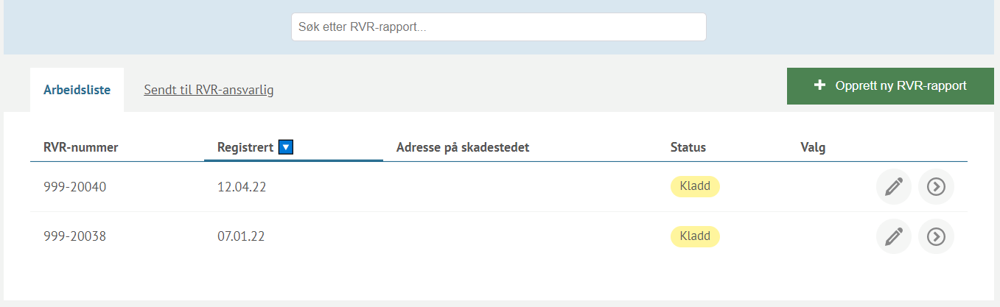 Søk etter RVR-rapport...
Arbeidsliste Sendt til RVR-ansvarlig
Opprett ny RVR-rapport
RVR-nummer Registrert Adresse på skadestedet Status Valg
999-20040 12.04.22 Kladd
999-20038 07.01.22 Kladd